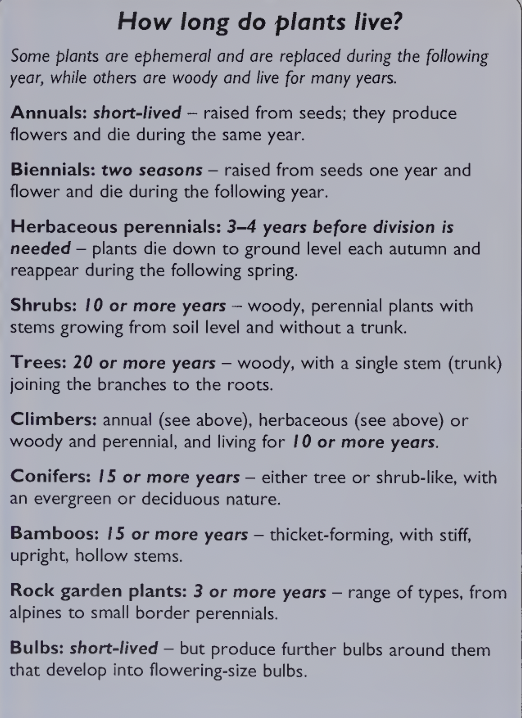 How long do plants live?
Some plants are ephemeral and are replaced during the following
year, while others are woody and live for many years.
Annuals: short-lived – raised from seeds; they produce
flowers and die during the same year.
Biennials: two seasons – raised from seeds one year and
flower and die during the following year.
Herbaceous perennials: 3–4 years before division is
needed – plants die down to ground level each autumn and
reappear during the following spring.
Shrubs: 10 or more years – woody, perennial plants with
stems growing from soil level and without a trunk.
Trees: 20 or more years – woody, with a single stem (trunk)
joining the branches to the roots.
Climbers: annual (see above), herbaceous (see above) or
woody and perennial, and living for 10 or more years.
Conifers: 15 or more years – either tree or shrub-like, with
an evergreen or deciduous nature.
Bamboos: 15 or more years – thicket-forming, with stiff,
upright, hollow stems.
Rock garden plants: 3 or more years – range of types, from
alpines to small border perennials.
Bulbs: short-lived – but produce further bulbs around them
that develop into flowering-size bulbs.